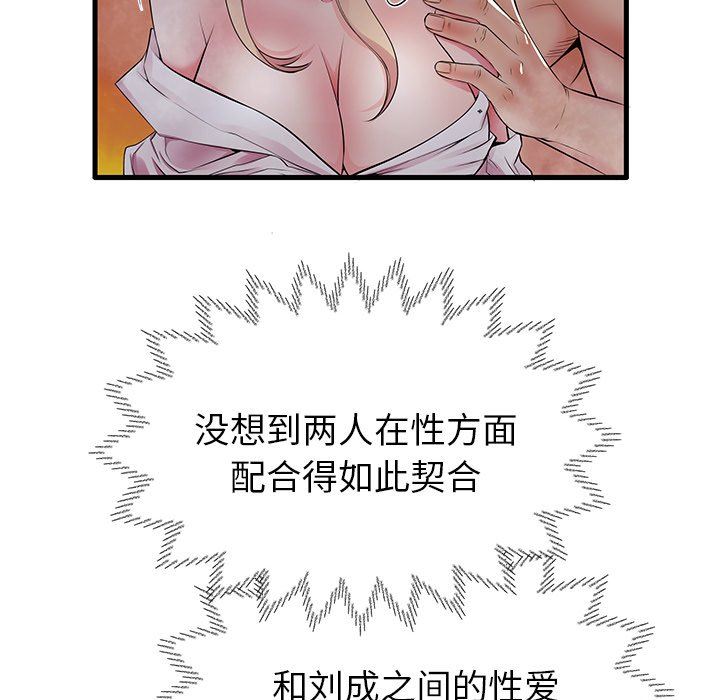 没想到两人在性方面
配合得如此契合
和刘成之间的性爱